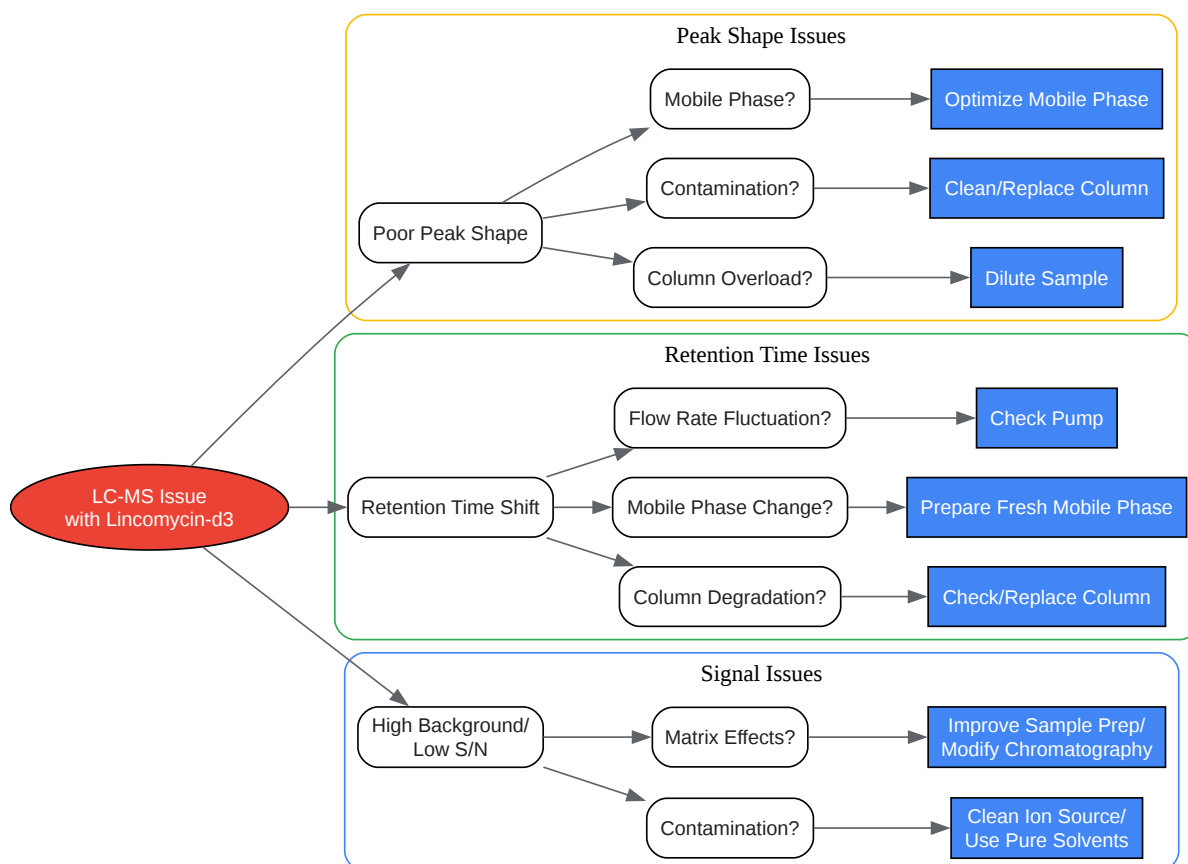 Peak Shape Issues
Mobile Phase?
Optimize Mobile Phase
Contamination?
Clean/Replace Column
Poor Peak Shape
Column Overload?
Dilute Sample
Retention Time Issues
Flow Rate Fluctuation?
Check Pump
LC-MS Issue
with Lincomycin-d3
Retention Time Shift
Mobile Phase Change?
Prepare Fresh Mobile Phase
Column Degradation?
Check/Replace Column
Signal Issues
High Background/
Low S/N
Matrix Effects?
Improve Sample Prep/
Modify Chromatography
Contamination?
Clean Ion Source/
Use Pure Solvents